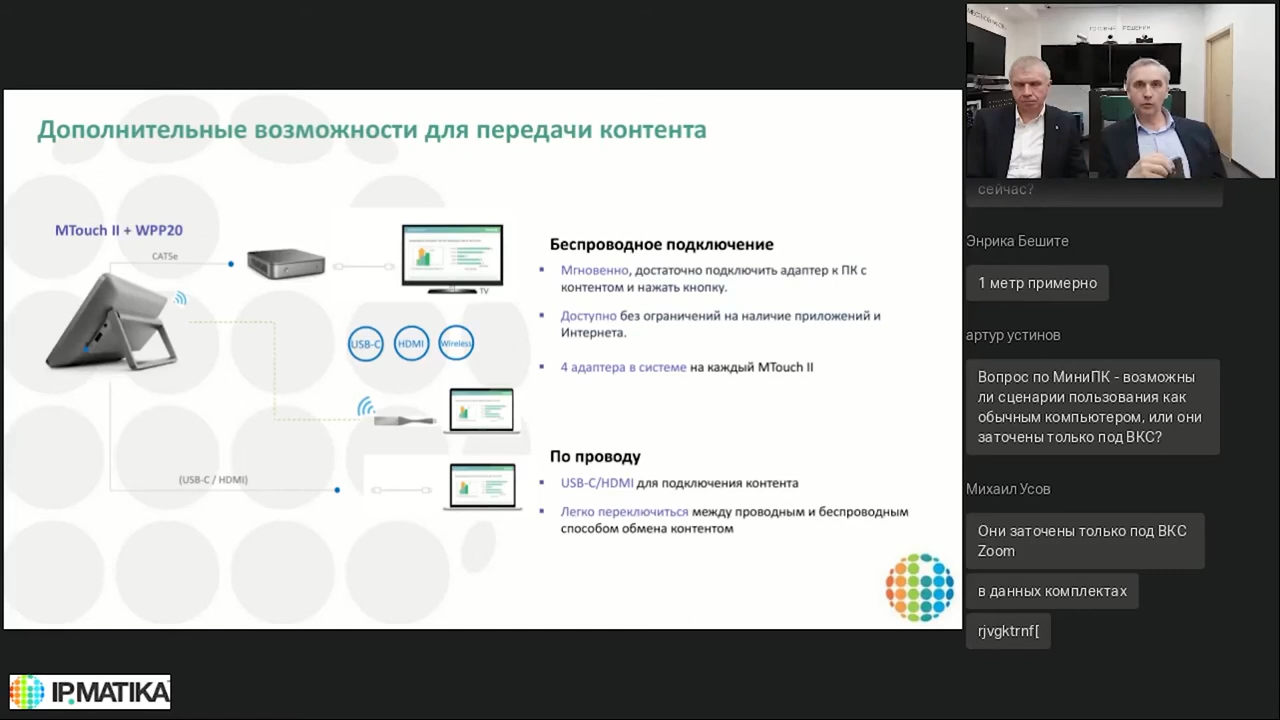 Дополнительные возможности для передачи контента
MTouch II + WPP20
CAT5e
TV
USB-C
HDMI
Wireless
(USB-C / HDMI)
Беспроводное подключение
Мгновенно, достаточно подключить адаптер к ПК с
контентом и нажать кнопку.
Доступно без ограничений на наличие приложений и
Интернета.
4 адаптера в системе на каждый MTouch II
По проводу
USB-C/HDMI для подключения контента
Легко переключиться между проводным и беспроводным
способом обмена контентом
IPMATIKA
сейчас?
Энрика Бешите
1 метр примерно
артур устинов
Вопрос по МиниПК - возможны
ли сценарии пользования как
обычным компьютером, или они
заточены только под ВКС?
Михаил Усов
Они заточены только под ВКС
Zoom
в данных комплектах
rjvgktrnf[